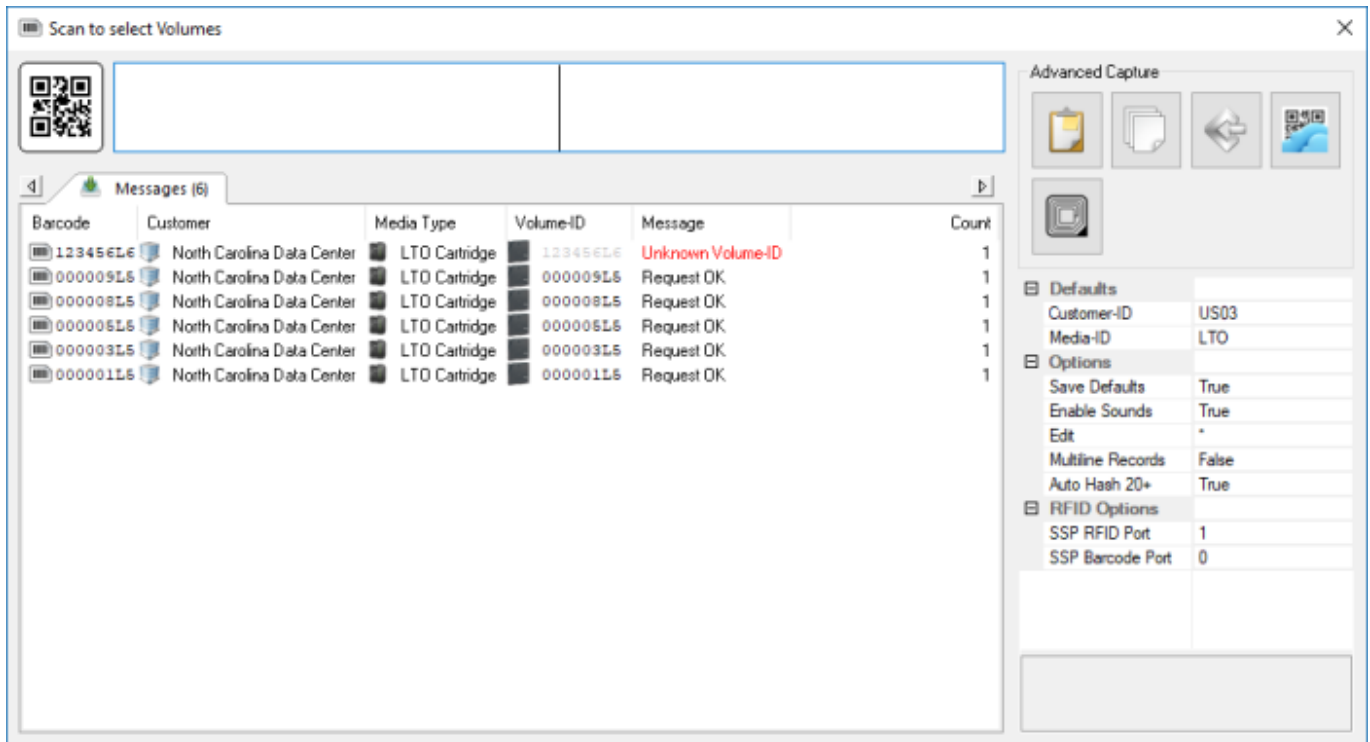 Scan to select Volumes
Advanced Capture
Messages (6)
Barcode Customer Media Type Volume-ID Message Count
123456L6 North Carolina Data Center LTO Cartridge 123456L6 Unknown Volume-ID 1
000009L5 North Carolina Data Center LTO Cartridge 000009L5 Request OK 1
000008L5 North Carolina Data Center LTO Cartridge 000008L5 Request OK 1
000005L5 North Carolina Data Center LTO Cartridge 000005L5 Request OK 1
000003L5 North Carolina Data Center LTO Cartridge 000003L5 Request OK 1
000001L5 North Carolina Data Center LTO Cartridge 000001L5 Request OK 1
Defaults
Customer-ID US03
Media-ID LTO
Options
Save Defaults True
Enable Sounds True
Edit *
Multiline Records False
Auto Hash 20+ True
RFID Options
SSP RFID Port 1
SSP Barcode Port 0